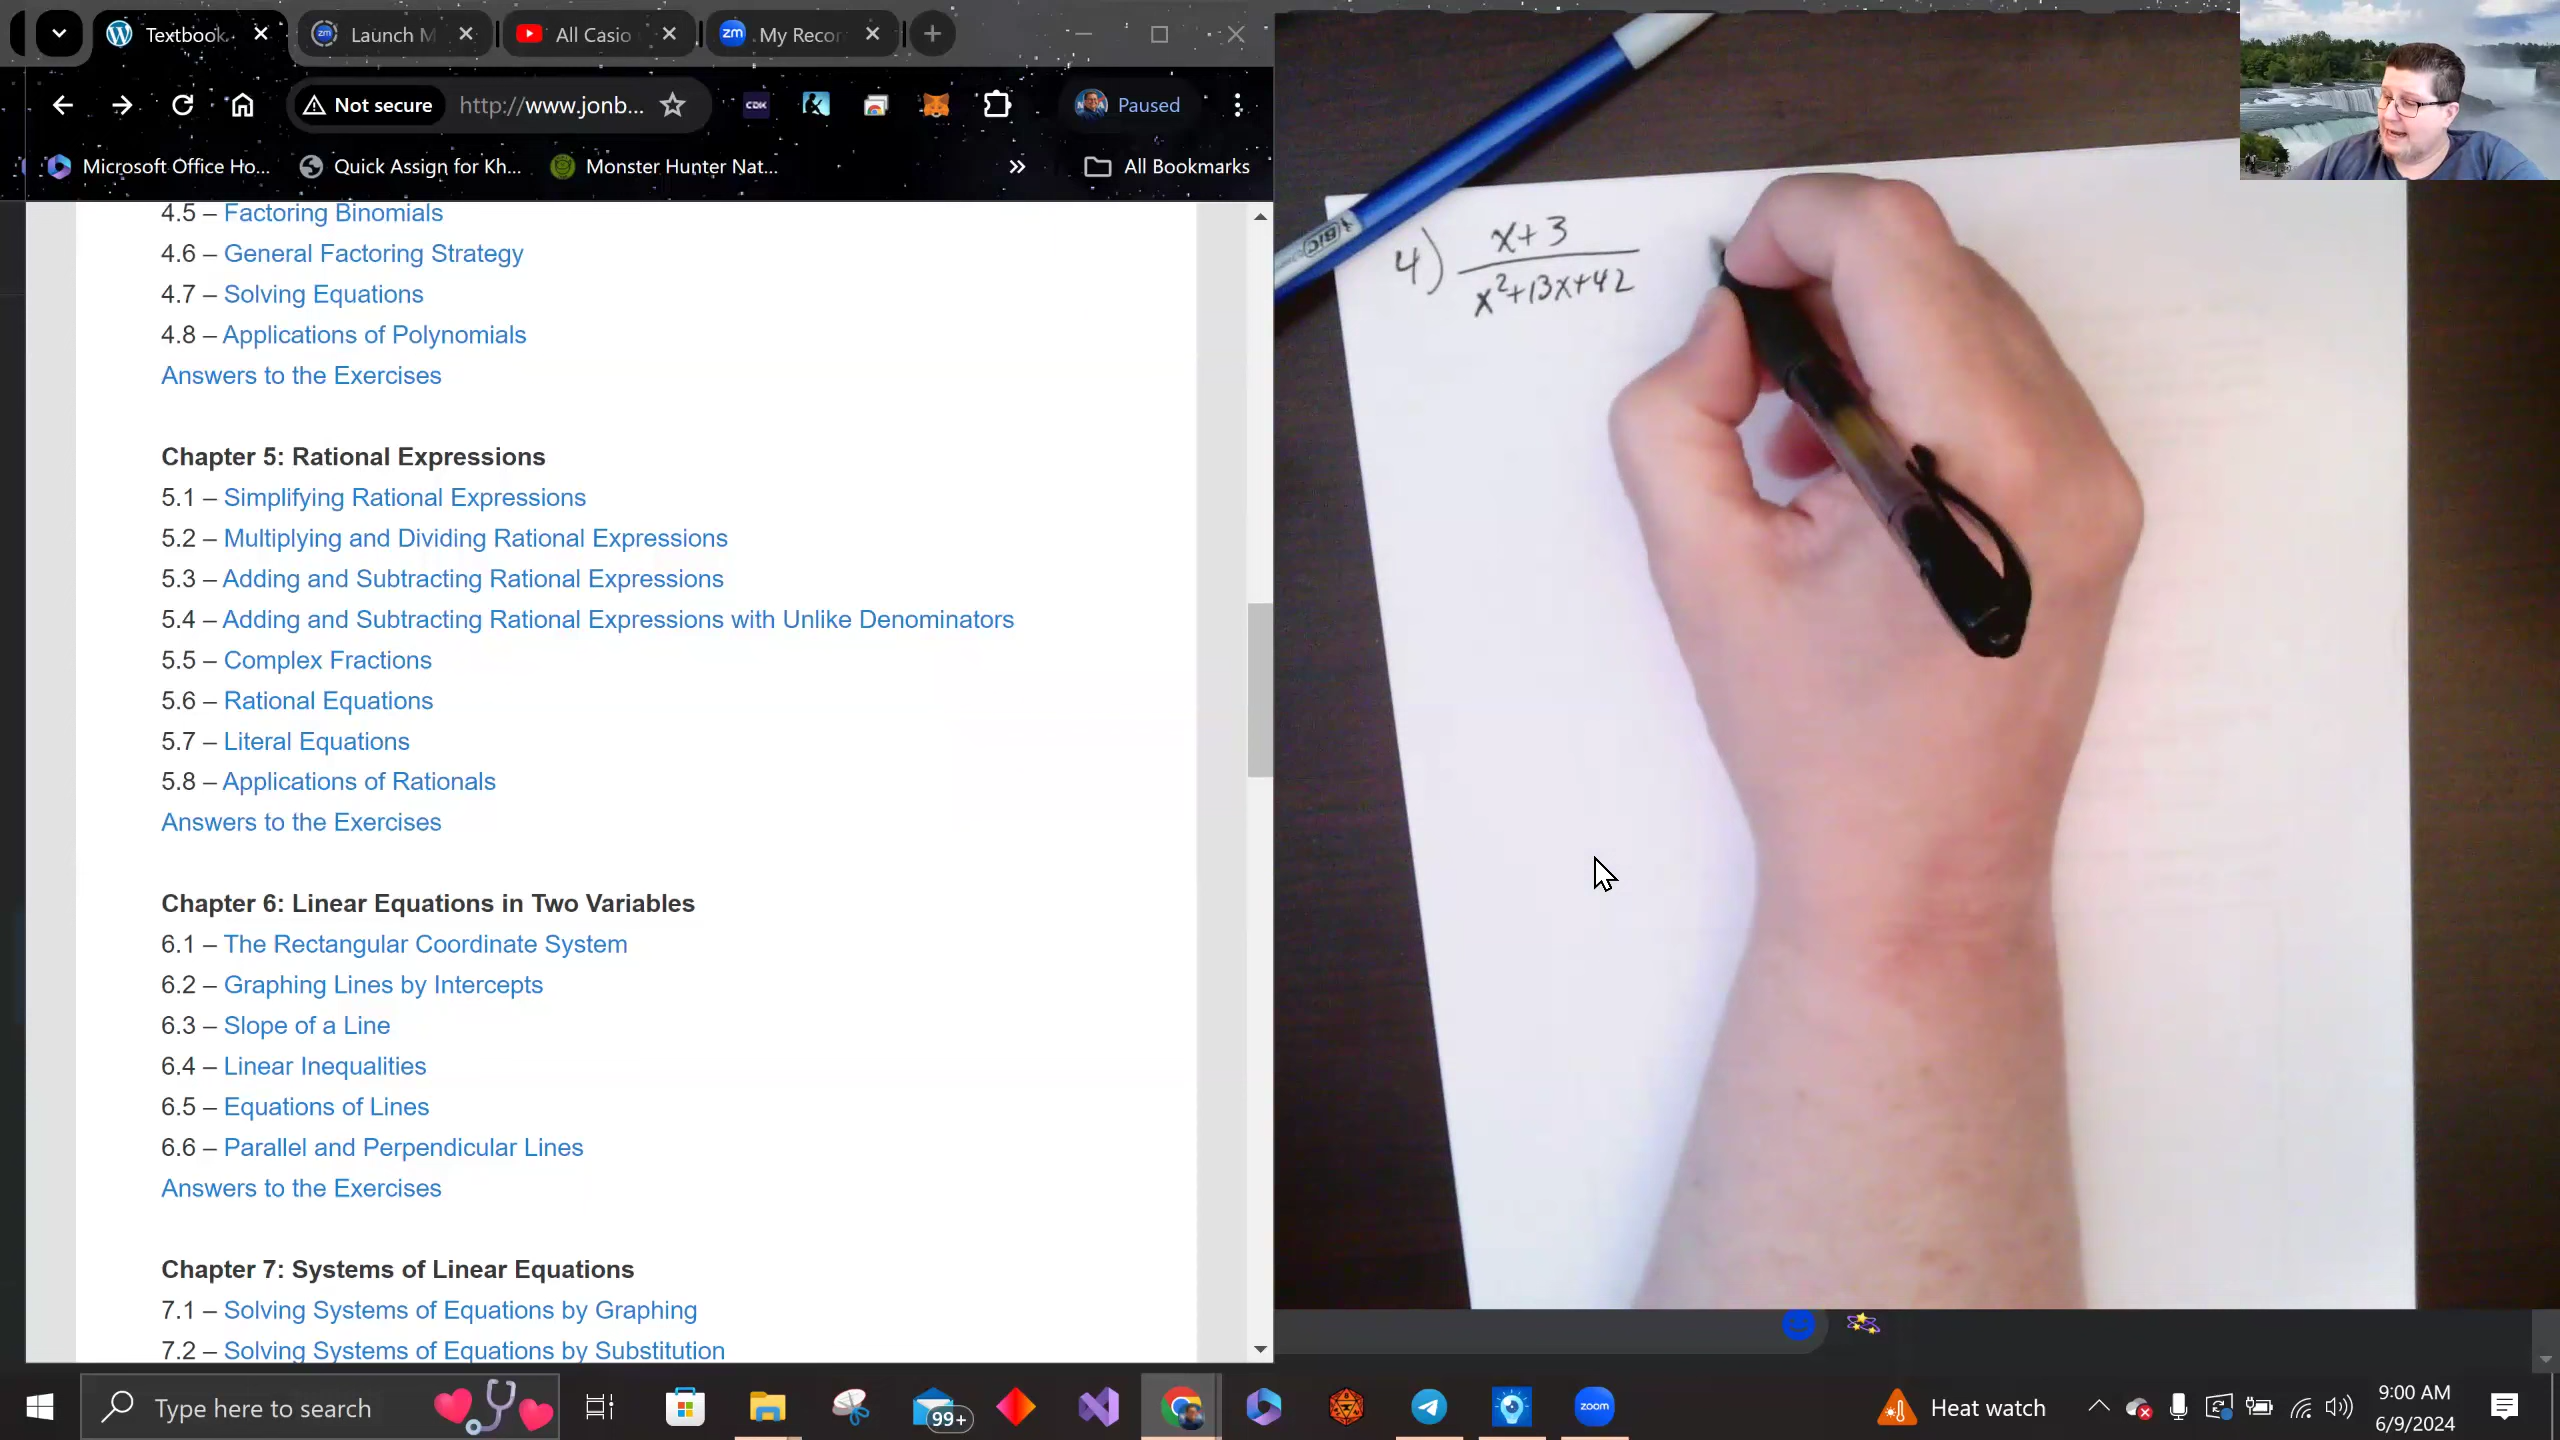 Textbook
Launch M
All Casio
My Recor
Not secure
http://www.jonb...
CDK
Paused
Microsoft Office Ho...
Quick Assign for Kh...
Monster Hunter Nat...
»
All Bookmarks
4.5 – Factoring Binomials
4.6 – General Factoring Strategy
4.7 – Solving Equations
4.8 – Applications of Polynomials
Answers to the Exercises
Chapter 5: Rational Expressions
5.1 – Simplifying Rational Expressions
5.2 – Multiplying and Dividing Rational Expressions
5.3 – Adding and Subtracting Rational Expressions
5.4 – Adding and Subtracting Rational Expressions with Unlike Denominators
5.5 – Complex Fractions
5.6 – Rational Equations
5.7 – Literal Equations
5.8 – Applications of Rationals
Answers to the Exercises
Chapter 6: Linear Equations in Two Variables
6.1 – The Rectangular Coordinate System
6.2 – Graphing Lines by Intercepts
6.3 – Slope of a Line
6.4 – Linear Inequalities
6.5 – Equations of Lines
6.6 – Parallel and Perpendicular Lines
Answers to the Exercises
Chapter 7: Systems of Linear Equations
7.1 – Solving Systems of Equations by Graphing
7.2 – Solving Systems of Equations by Substitution
BIC
4) x+3
x²+13x+42
Type here to search
99+
zoom
Heat watch
9:00 AM
6/9/2024